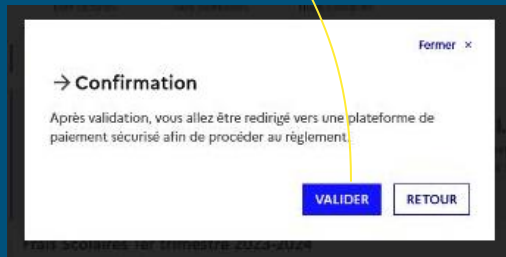 Fermer ×
→ Confirmation
Après validation, vous allez être redirigé vers une plateforme de
paiement sécurisé afin de procéder au règlement.
VALIDER
RETOUR
Frais Scolaires 1er trimestre 2023-2024